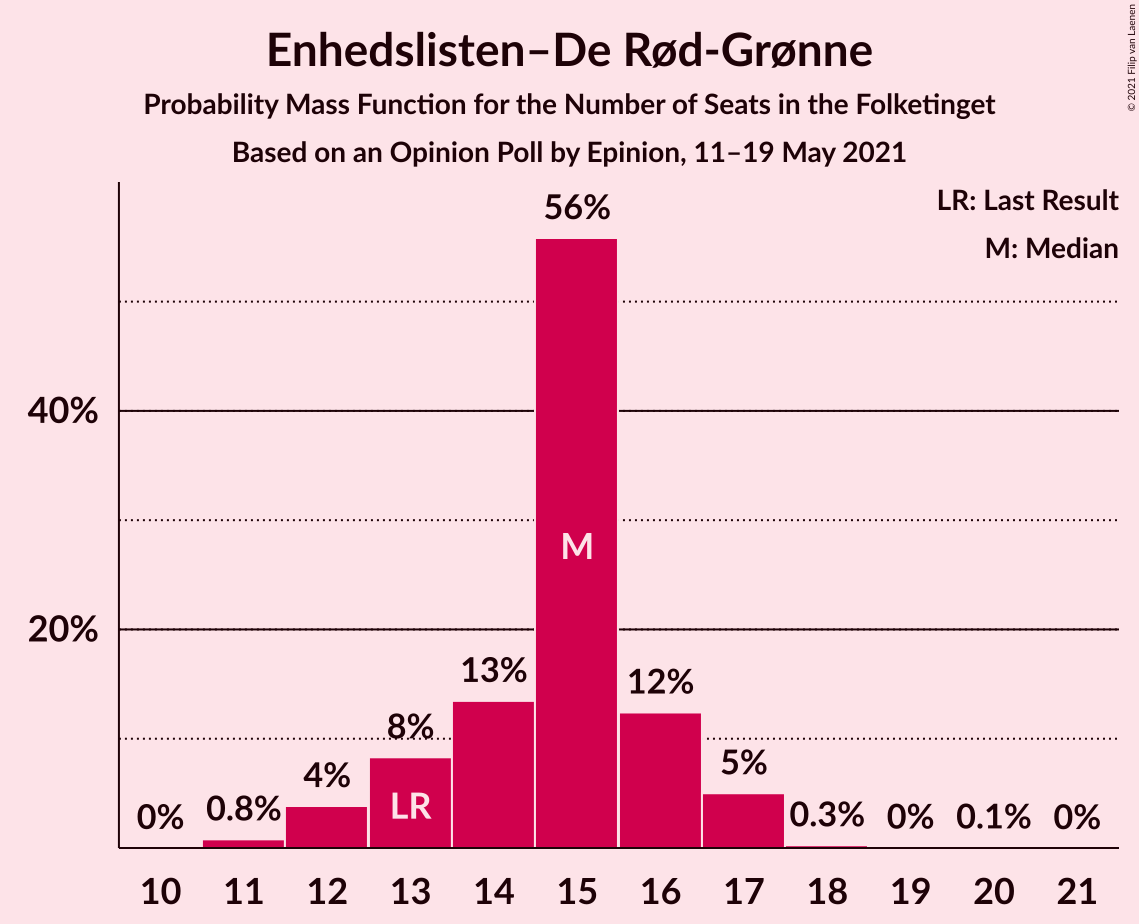 Enhedslisten–De Rød-Grønne
Probability Mass Function for the Number of Seats in the Folketinget
Based on an Opinion Poll by Epinion, 11–19 May 2021
© 2021 Filip van Laenen
LR: Last Result
M: Median
56%
40%
M
20%
13%
12%
8%
5%
4%
LR
0%
0.8%
0.3%
0%
0.1%
0%
10 11 12 13 14 15 16 17 18 19 20 21